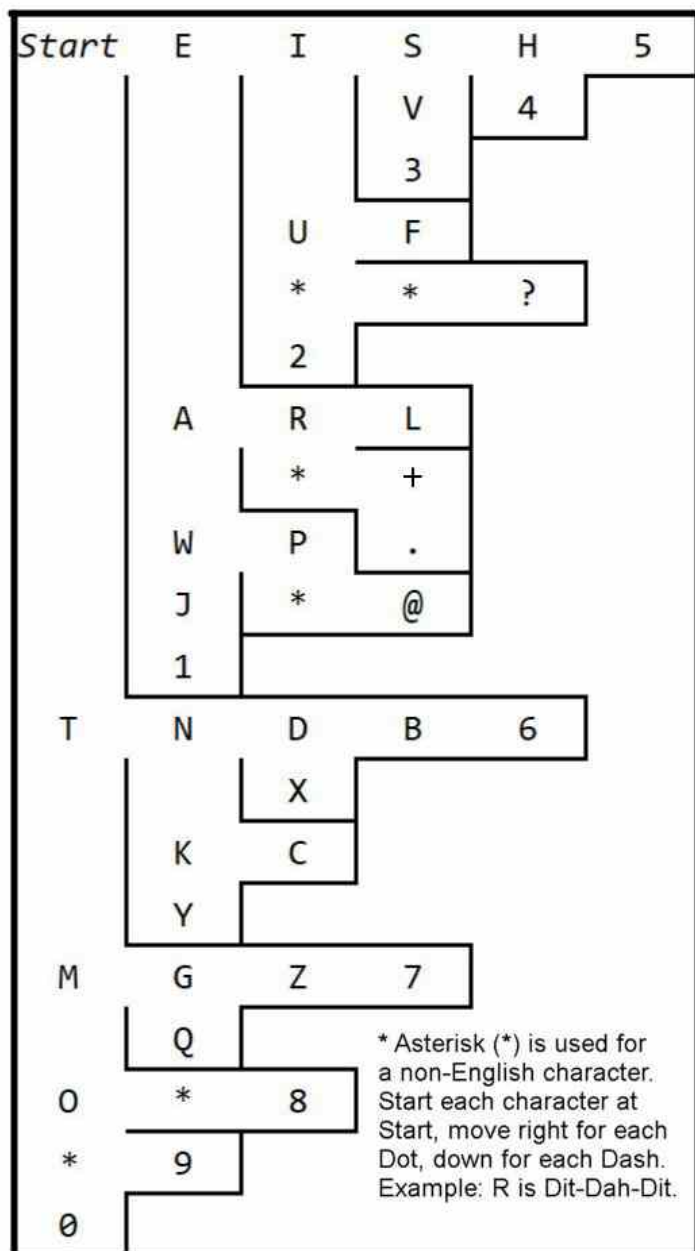 Start E I S H 5
V 4
3
U F
* * ?
2
A R L
* +
W P .
J * @
1
T N D B 6
X
K C
Y
M G Z 7
Q
* Asterisk (*) is used for
a non-English character.
O * 8
Start each character at
Start, move right for each
* 9
Dot, down for each Dash.
Example: R is Dit-Dah-Dit.
0